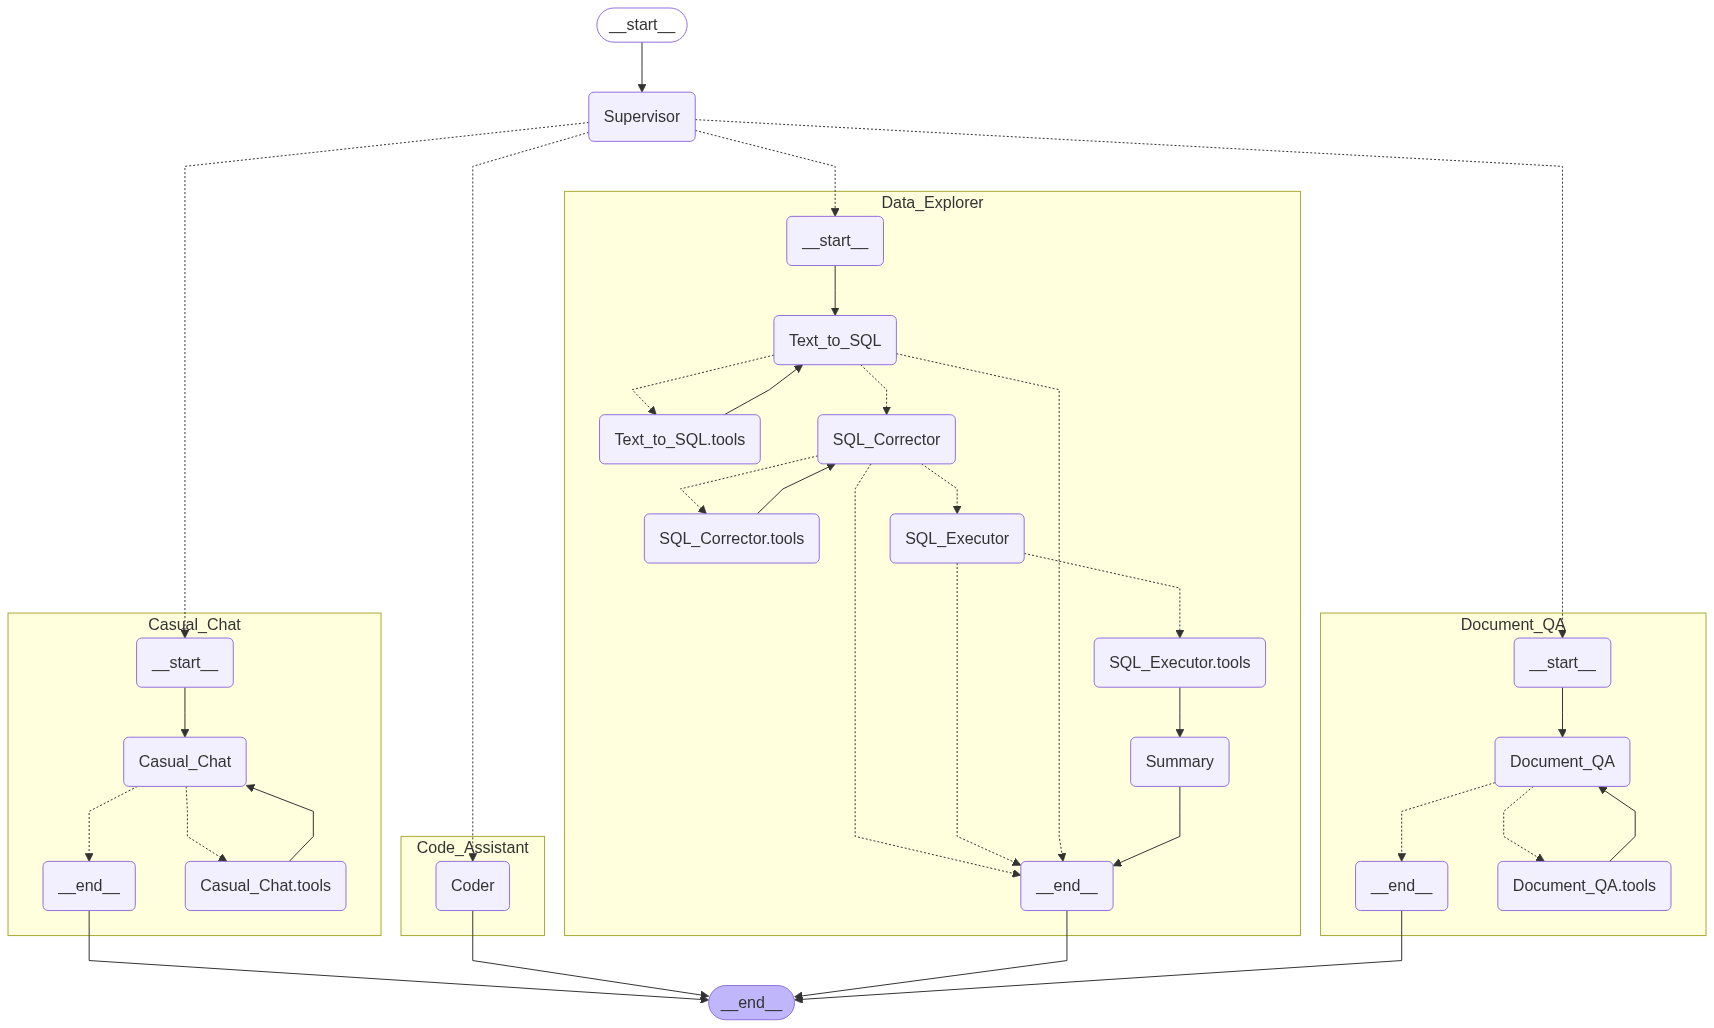 __start__
Supervisor
Data_Explorer
__start__
Text_to_SQL
Text_to_SQL.tools
SQL_Corrector
SQL_Corrector.tools
SQL_Executor
Casual_Chat
__start__
SQL_Executor.tools
Document_QA
__start__
Casual_Chat
Summary
Document_QA
Code_Assistant
__end__
Casual_Chat.tools
Coder
__end__
__end__
Document_QA.tools
__end__